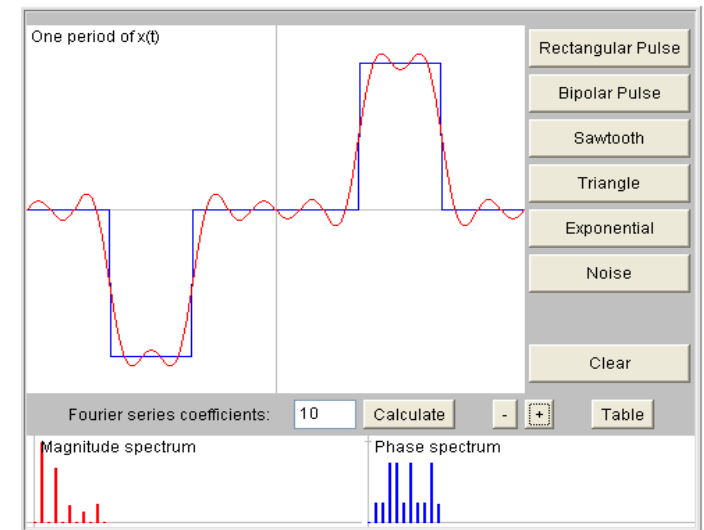 One period of x(t)
Rectangular Pulse
Bipolar Pulse
Sawtooth
Triangle
Exponential
Noise
Clear
Fourier series coefficients: 10 Calculate - + Table
Magnitude spectrum
Phase spectrum